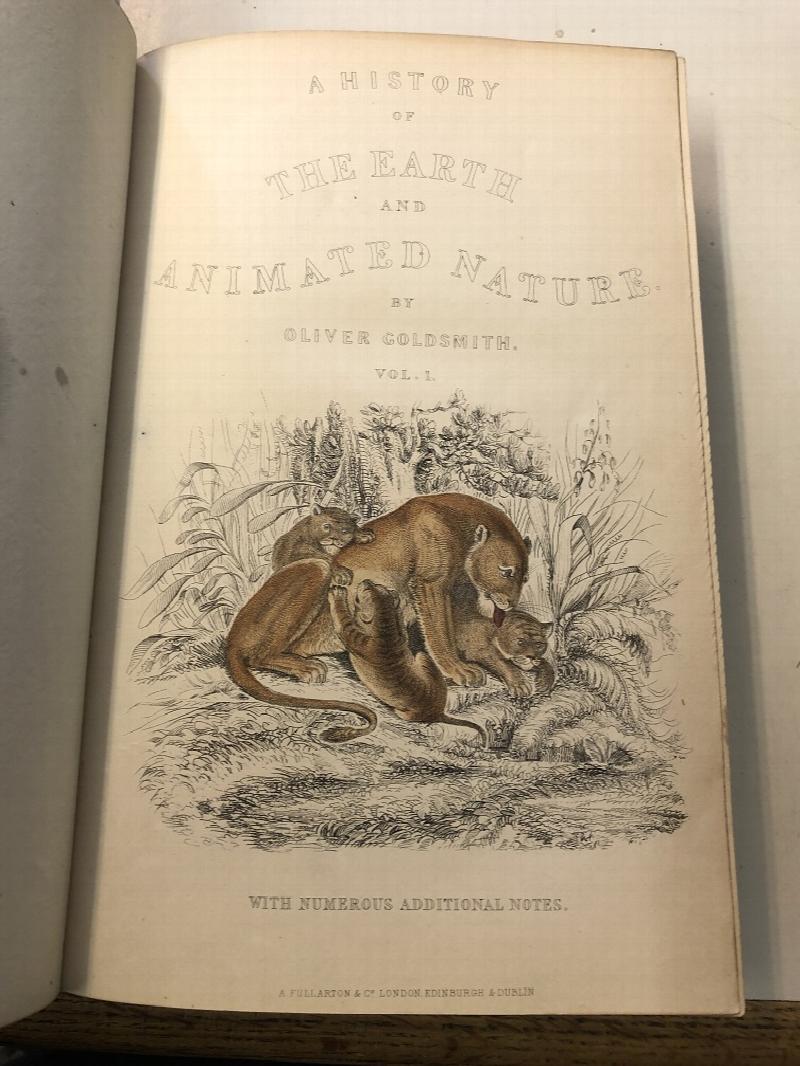 A HISTORY
OF
THE EARTH
AND
ANIMATED NATURE.
BY
OLIVER GOLDSMITH.
VOL. I.
WITH NUMEROUS ADDITIONAL NOTES.
A. FULLARTON & Co LONDON, EDINBURGH & DUBLIN